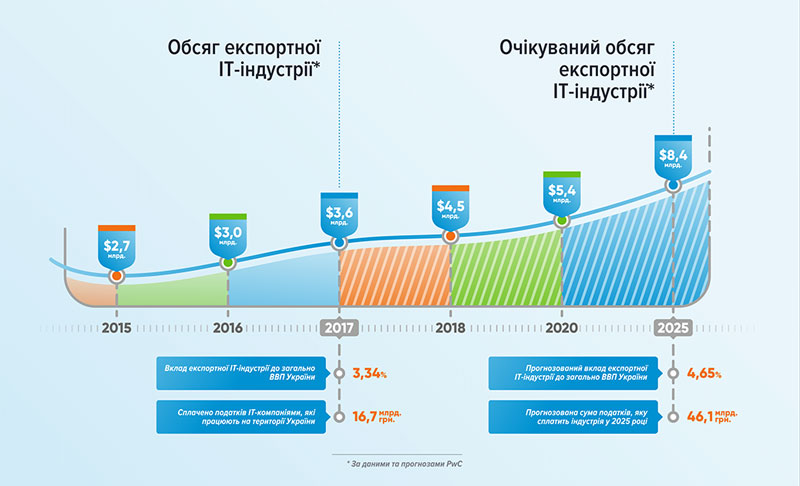 Обсяг експортної
ІТ-індустрії*
Очікуваний обсяг
експортної
ІТ-індустрії*
$2,7
млрд.
$3,0
млрд.
$3,6
млрд.
$4,5
млрд.
$5,4
млрд.
$8,4
млрд.
2015
2016
2017
2018
2020
2025
Вклад експортної ІТ-індустрії до загально
ВВП України
3,34%
Сплачено податків ІТ-компаніями, які
працюють на території України
16,7 млрд.
грн.
Прогнозований вклад експортної
ІТ-індустрії до загально ВВП України
4,65%
Прогнозована сума податків, яку
сплатить індустрія у 2025 році
46,1 млрд.
грн.
* За даними та прогнозами PwC